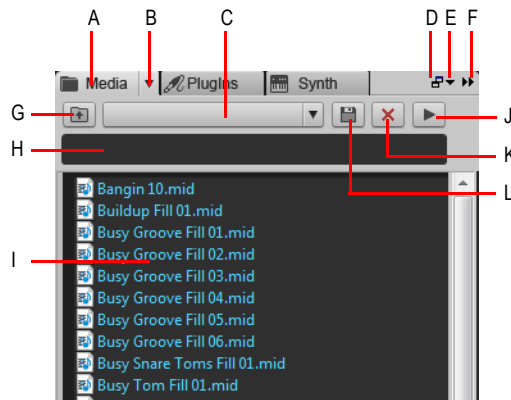 A B C D E F
Media PlugIns Synth
G
J
H
K
L
Bangin 10.mid
Buildup Fill 01.mid
Busy Groove Fill 01.mid
I
Busy Groove Fill 02.mid
Busy Groove Fill 03.mid
Busy Groove Fill 04.mid
Busy Groove Fill 05.mid
Busy Groove Fill 06.mid
Busy Snare Toms Fill 01.mid
Busy Tom Fill 01.mid